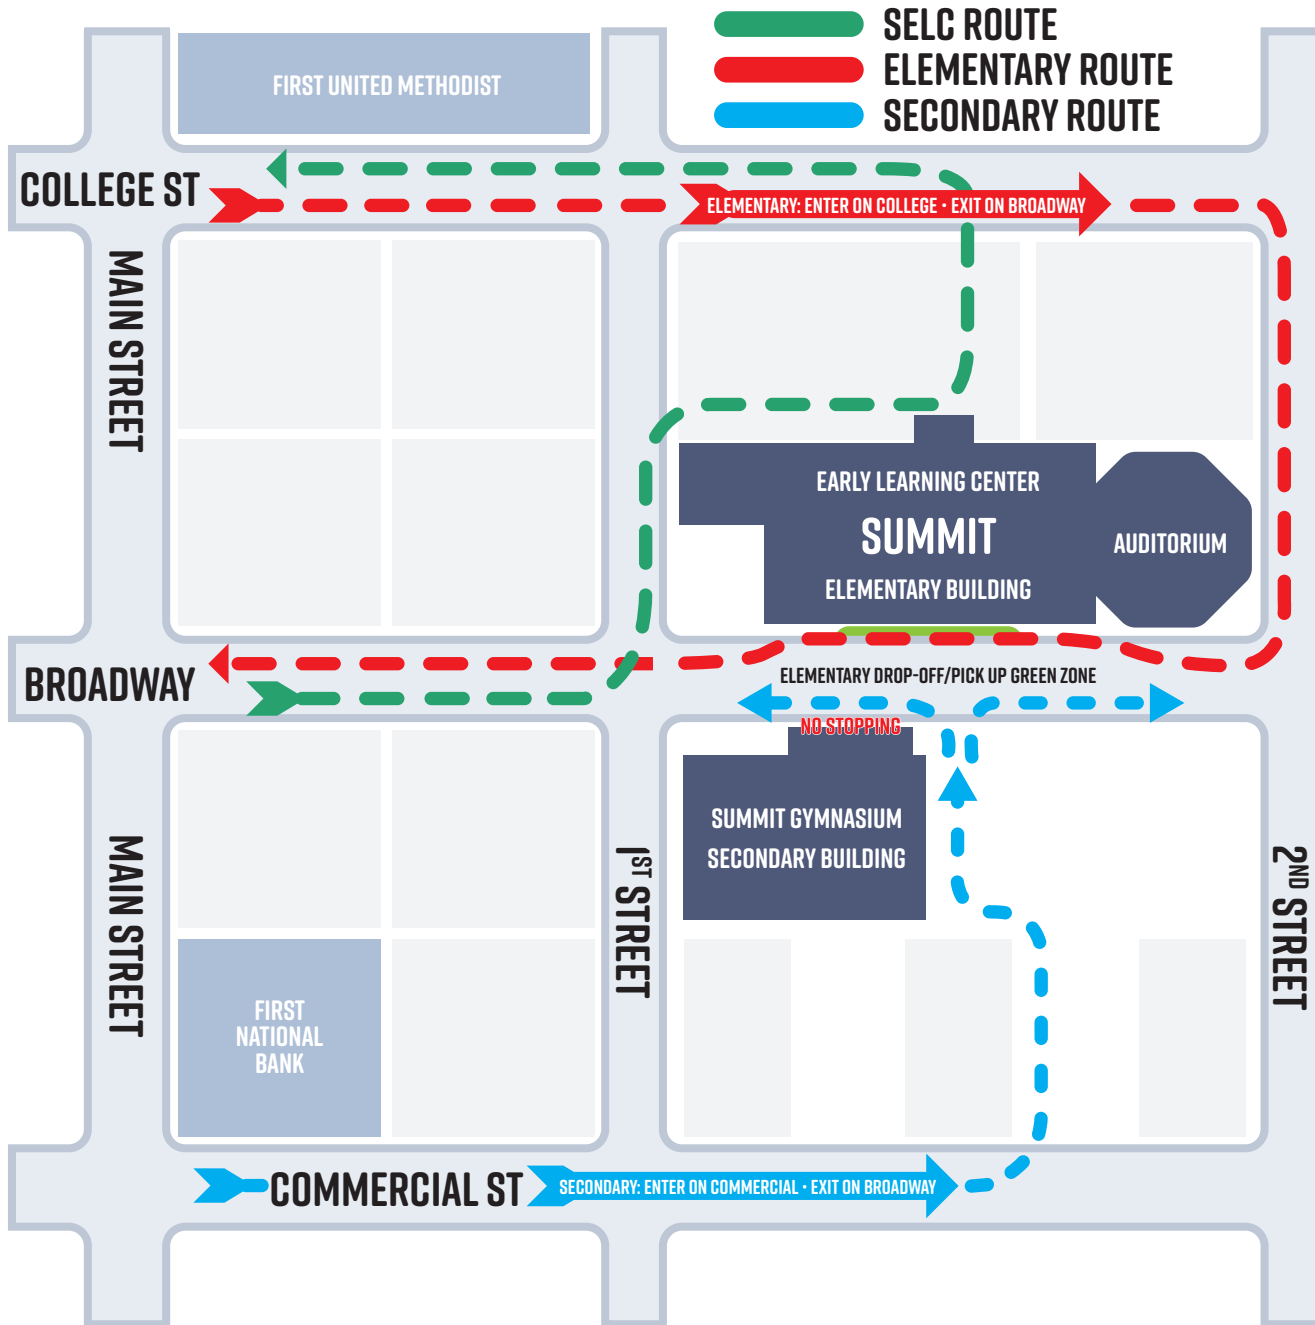 SELC ROUTE
ELEMENTARY ROUTE
SECONDARY ROUTE
FIRST UNITED METHODIST
COLLEGE ST
ELEMENTARY: ENTER ON COLLEGE • EXIT ON BROADWAY
MAIN STREET
EARLY LEARNING CENTER
SUMMIT
ELEMENTARY BUILDING
AUDITORIUM
BROADWAY
ELEMENTARY DROP-OFF/PICK UP GREEN ZONE
NO STOPPING
SUMMIT GYMNASIUM
SECONDARY BUILDING
MAIN STREET
1ST STREET
2ND STREET
FIRST
NATIONAL
BANK
COMMERCIAL ST
SECONDARY: ENTER ON COMMERCIAL • EXIT ON BROADWAY